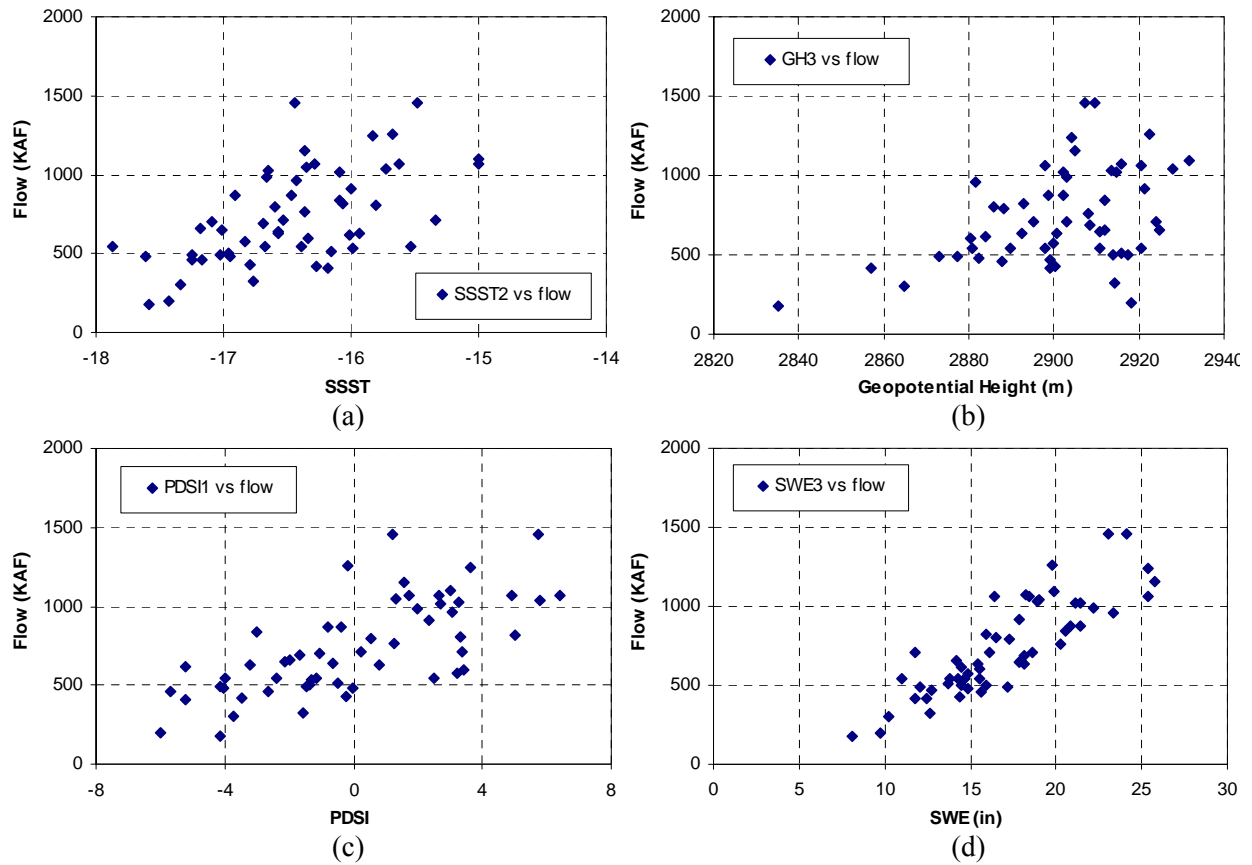 2000
1500
1000
500
0
Flow (KAF)
SSST2 vs flow
-18 -17 -16 -15 -14
SSST
(a)
2000
1500
1000
500
0
Flow (KAF)
GH3 vs flow
2820 2840 2860 2880 2900 2920 2940
Geopotential Height (m)
(b)
2000
1500
1000
500
0
Flow (KAF)
PDSI1 vs flow
-8 -4 0 4 8
PDSI
(c)
2000
1500
1000
500
0
Flow (KAF)
SWE3 vs flow
0 5 10 15 20 25 30
SWE (in)
(d)